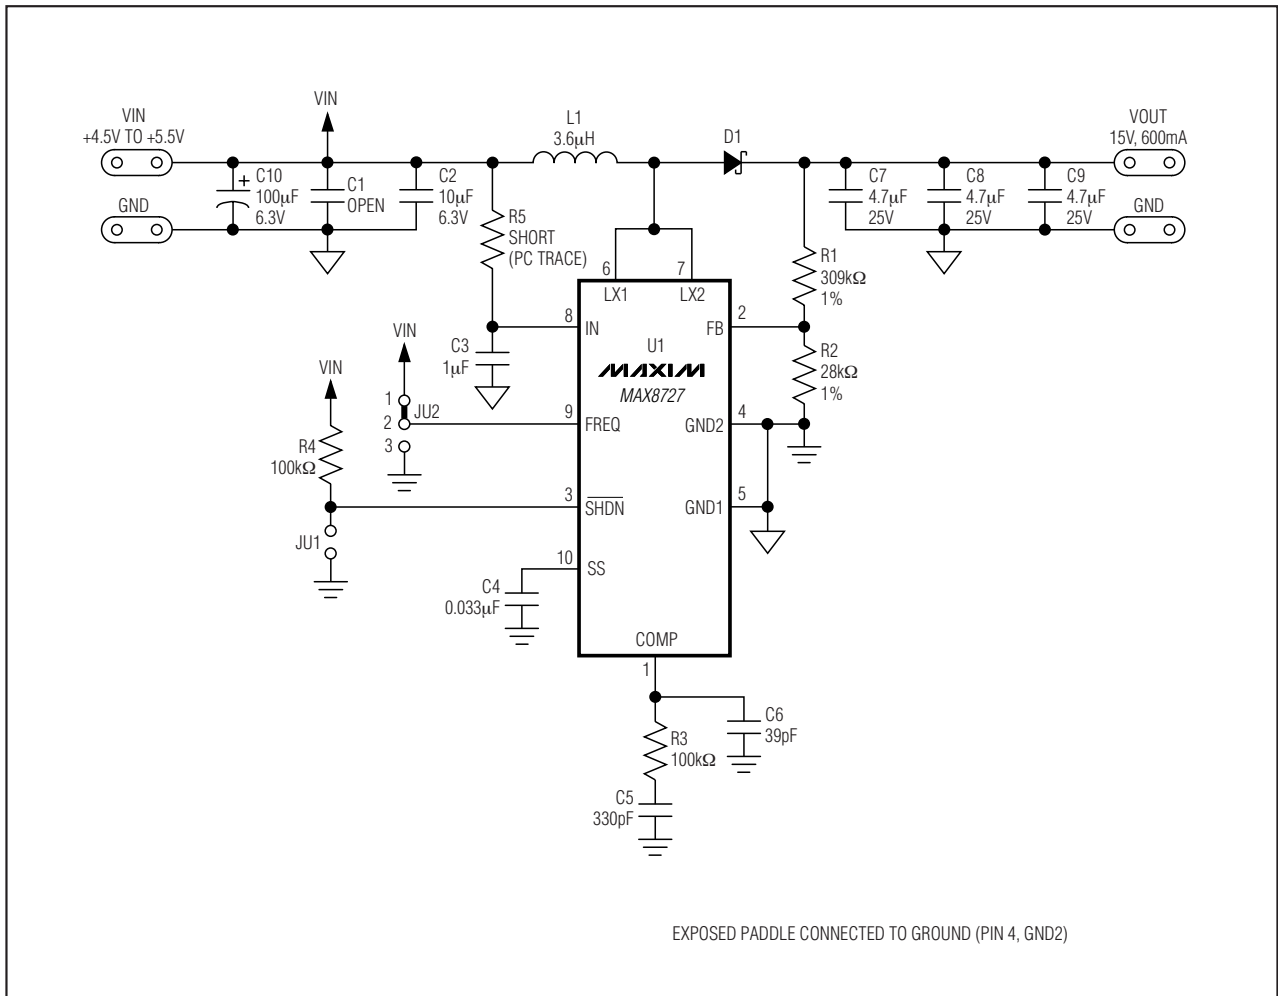 VIN
+4.5V TO +5.5V
VIN
L1
3.6µH
D1
VOUT
15V, 600mA
+
C10
100µF
6.3V
C1
OPEN
C2
10µF
6.3V
C7
4.7µF
25V
C8
4.7µF
25V
C9
4.7µF
25V
GND
GND
R5
SHORT
(PC TRACE)
R1
309kΩ
1%
6
7
LX1
LX2
8
IN
2
FB
U1
MAXIM
MAX8727
C3
1µF
R2
28kΩ
1%
VIN
1
2
3
JU2
9
FREQ
4
GND2
VIN
R4
100kΩ
3
SHDN
5
GND1
JU1
10
SS
C4
0.033µF
COMP
1
C6
39pF
R3
100kΩ
C5
330pF
EXPOSED PADDLE CONNECTED TO GROUND (PIN 4, GND2)